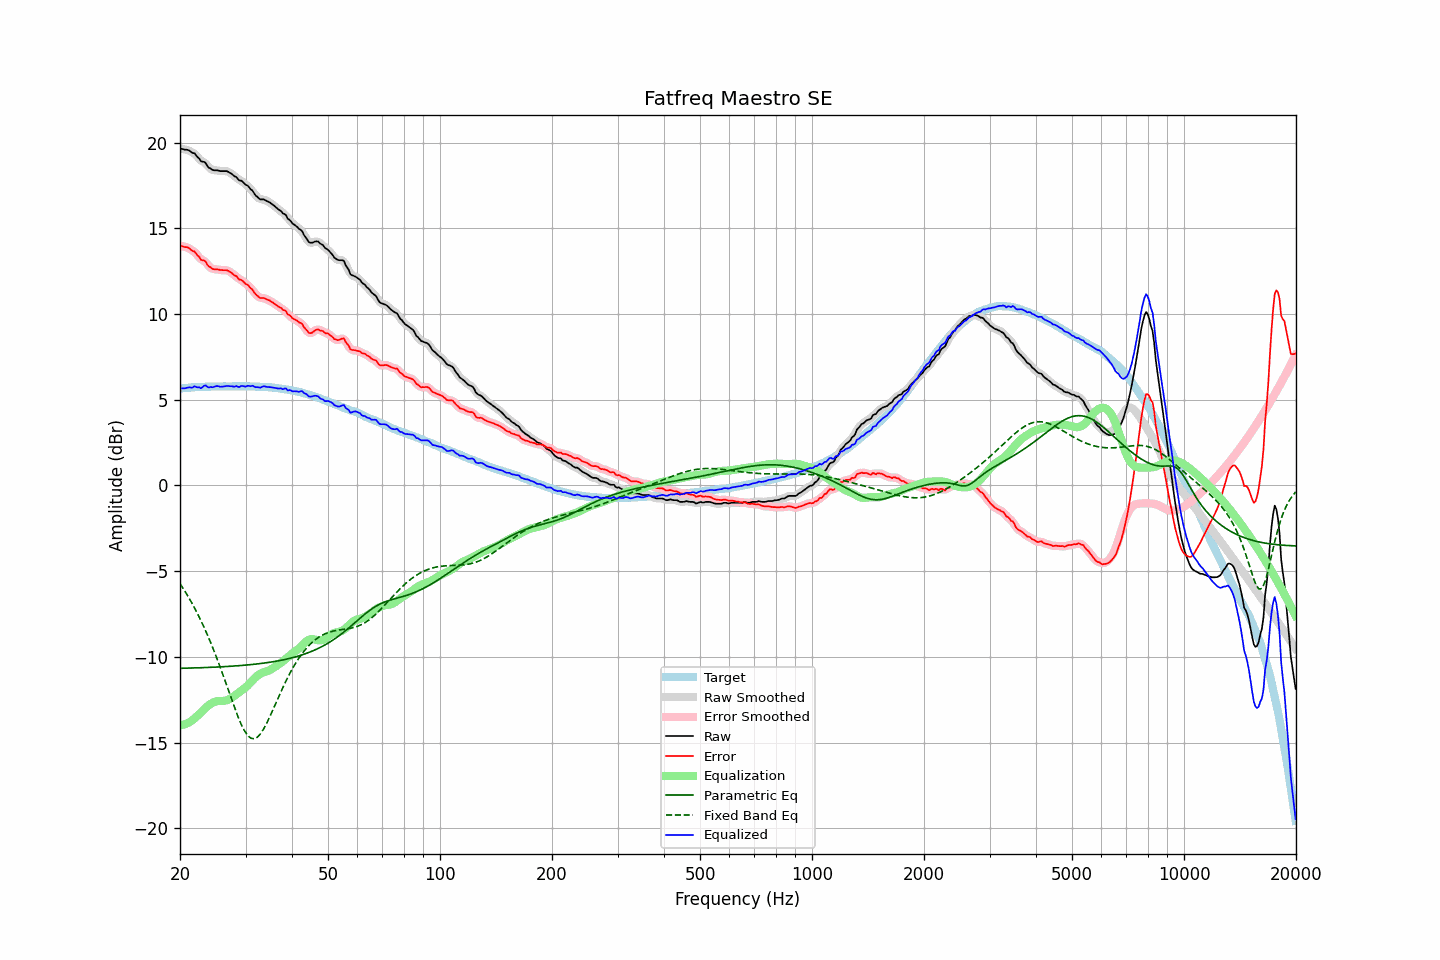 Fatfreq Maestro SE
Amplitude (dBr)
20
15
10
5
0
−5
−10
−15
−20
Target
Raw Smoothed
Error Smoothed
Raw
Error
Equalization
Parametric Eq
Fixed Band Eq
Equalized
20 50 100 200 500 1000 2000 5000 10000 20000
Frequency (Hz)